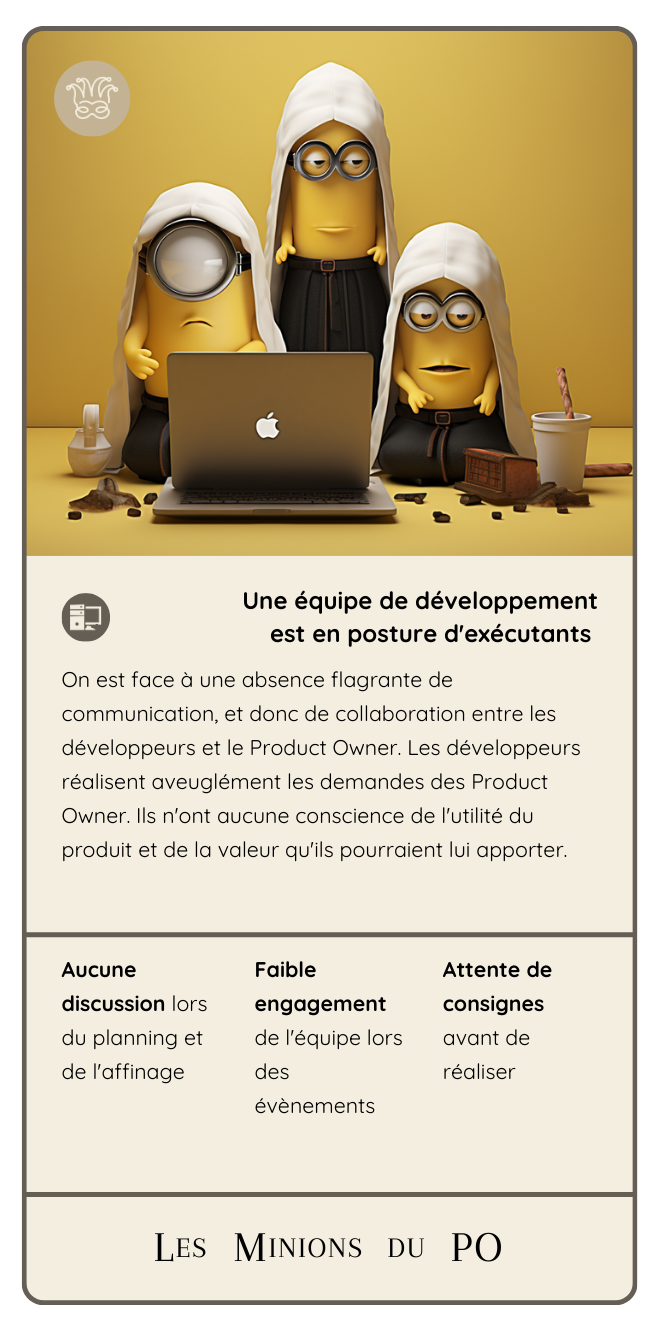 Une équipe de développement
est en posture d'exécutants
On est face à une absence flagrante de
communication, et donc de collaboration entre les
développeurs et le Product Owner. Les développeurs
réalisent aveuglément les demandes des Product
Owner. Ils n'ont aucune conscience de l'utilité du
produit et de la valeur qu'ils pourraient lui apporter.
Aucune
discussion lors
du planning et
de l'affinage
Faible
engagement
de l'équipe lors
des
évènements
Attente de
consignes
avant de
réaliser
Les Minions du PO